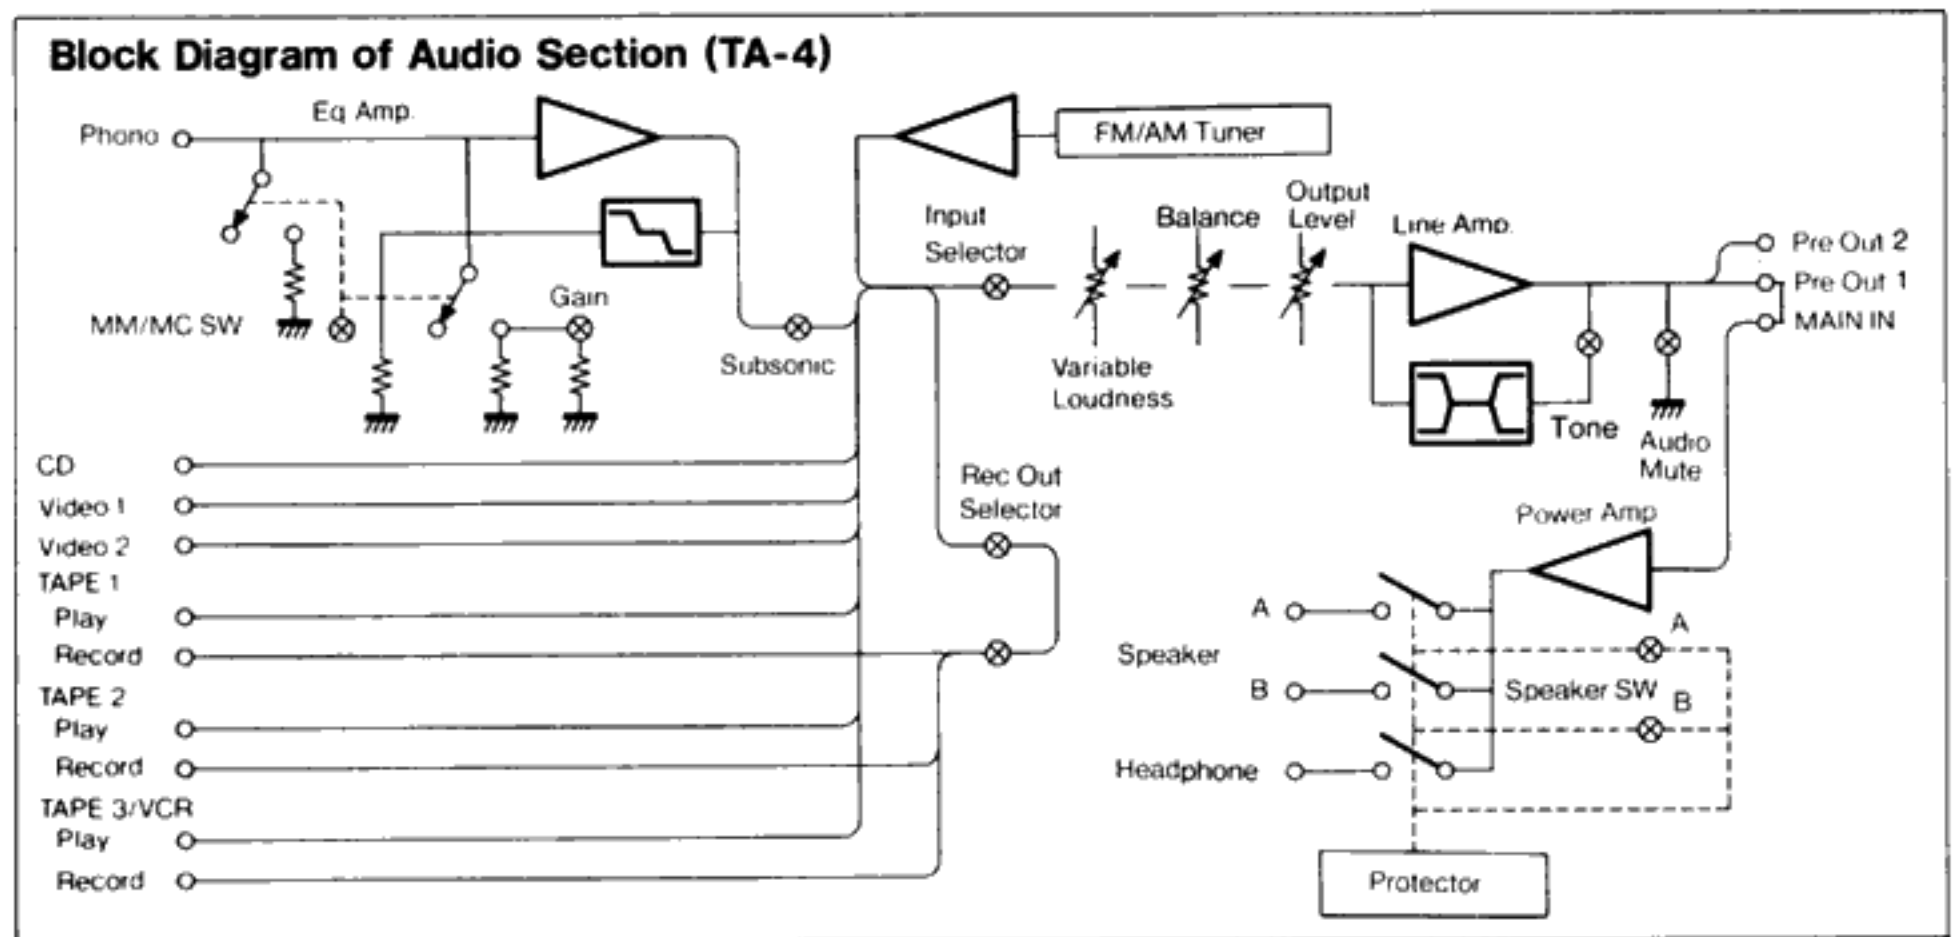 Block Diagram of Audio Section (TA-4)
Eq Amp.
Phono
FM/AM Tuner
Input
Selector
Balance
Output
Level
Line Amp.
Pre Out 2
Pre Out 1
MAIN IN
MM/MC SW
Gain
Subsonic
Variable
Loudness
Tone
Audio
Mute
CD
Video 1
Video 2
TAPE 1
Play
Record
TAPE 2
Play
Record
TAPE 3/VCR
Play
Record
Rec Out
Selector
Power Amp
A
Speaker
B
Headphone
A
Speaker SW
B
Protector